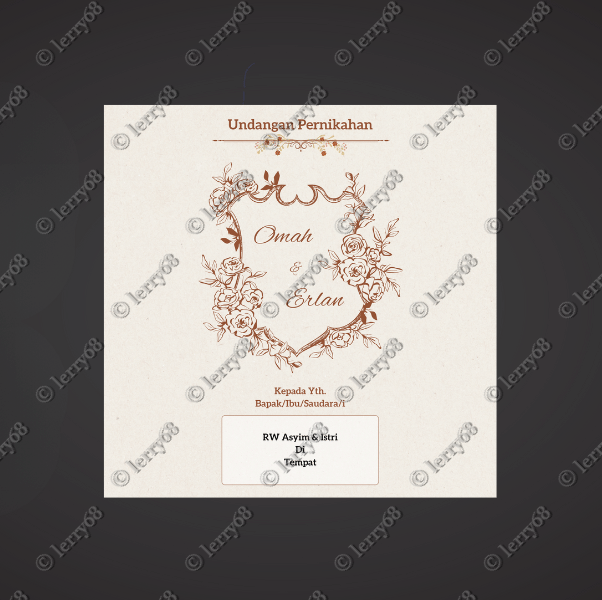 Undangan Pernikahan
Omah
&
Erlan
Kepada Yth.
Bapak/Ibu/Saudara/i
RW Asyim & Istri
Di
Tempat
© lerry68